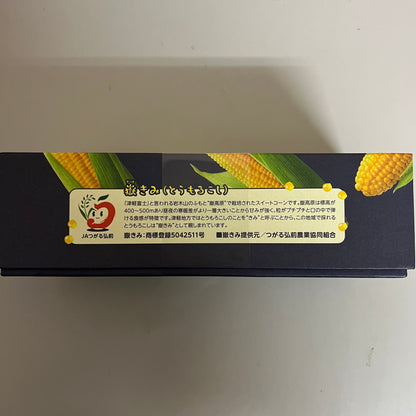 嶽きみ(とうもろこし)
「津軽富士」と言われる岩木山のふもと"嶽高原"で栽培されたスイートコーンです。嶽高原は標高が
400~500mあり昼夜の寒暖差がより一層大きいことから甘みが強く、粒がプチプチと口の中で弾
ける食感が特徴です。津軽地方ではとうもろこしのことを"きみ"と呼ぶことから、この地域で採れる
とうもろこしは"嶽きみ"として親しまれています。
JAつがる弘前
嶽きみ:商標登録5042511号 ■嶽きみ提供元/つがる弘前農業協同組合